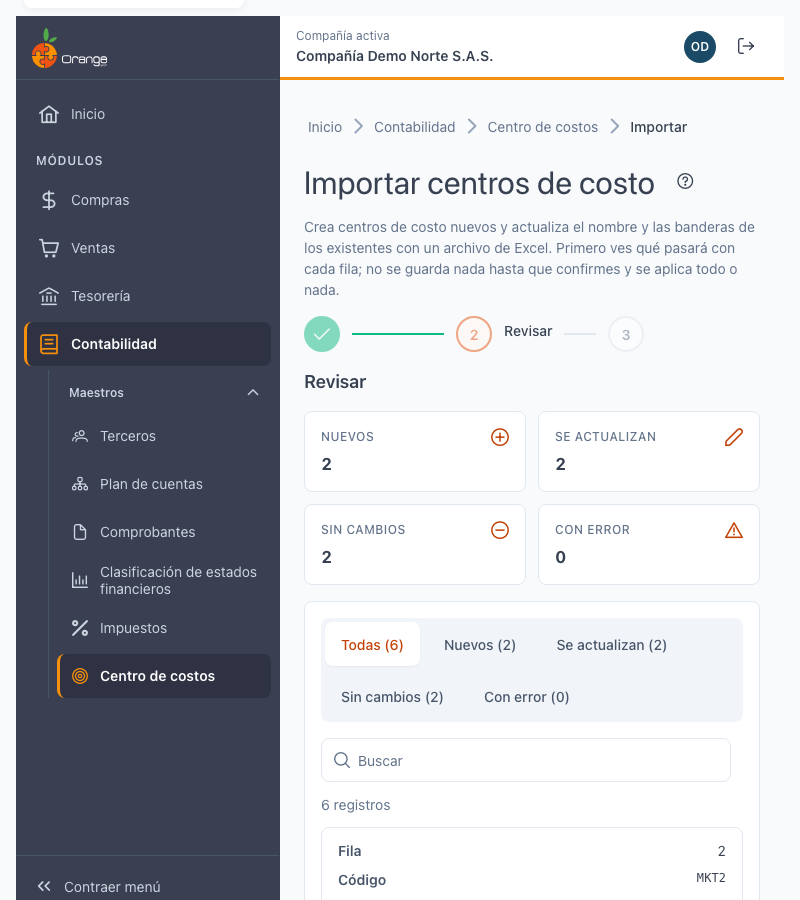 Orange
Inicio
MÓDULOS
Compras
Ventas
Tesorería
Contabilidad
Maestros
Terceros
Plan de cuentas
Comprobantes
Clasificación de estados
financieros
Impuestos
Centro de costos
Contraer menú
Compañía activa
Compañía Demo Norte S.A.S.
OD
Inicio Contabilidad Centro de costos Importar
Importar centros de costo
Crea centros de costo nuevos y actualiza el nombre y las banderas de
los existentes con un archivo de Excel. Primero ves qué pasará con
cada fila; no se guarda nada hasta que confirmes y se aplica todo o
nada.
2 Revisar 3
Revisar
NUEVOS
2
SE ACTUALIZAN
2
SIN CAMBIOS
2
CON ERROR
0
Todas (6) Nuevos (2) Se actualizan (2)
Sin cambios (2) Con error (0)
Buscar
6 registros
Fila 2
Código MKT2